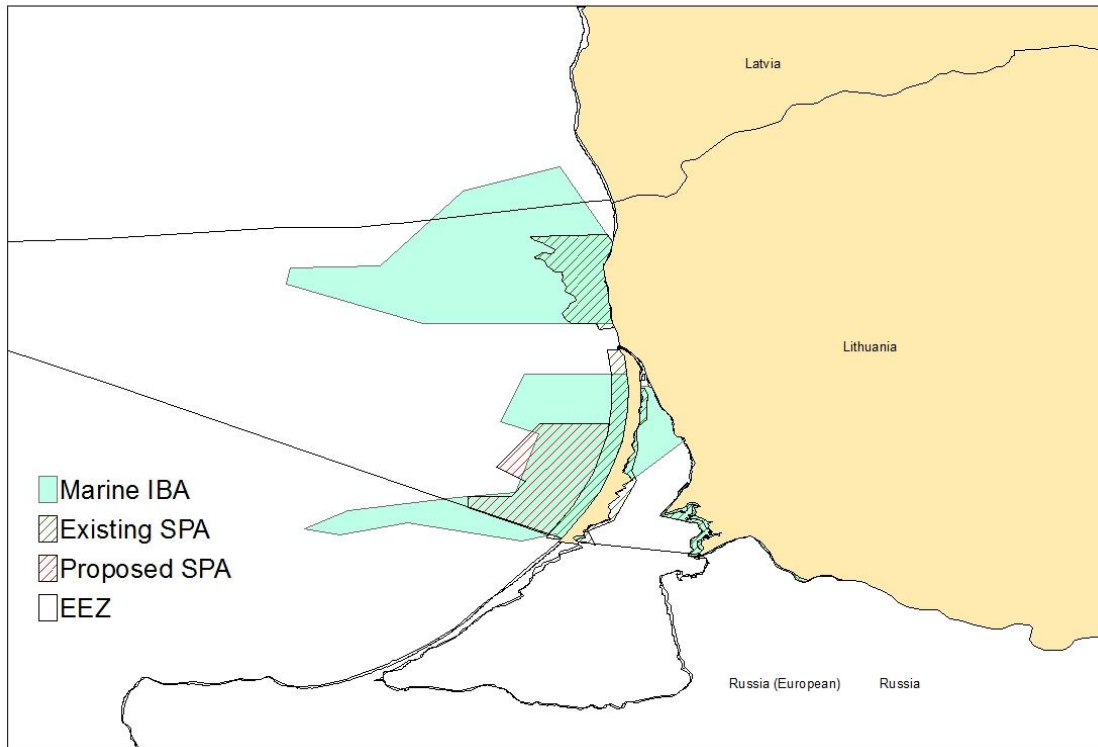 Latvia
Lithuania
Marine IBA
Existing SPA
Proposed SPA
EEZ
Russia (European) Russia